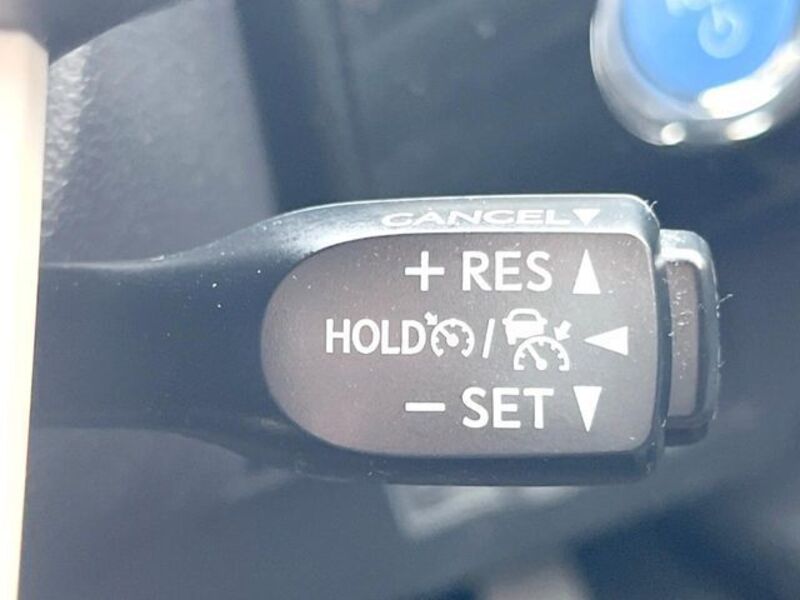 CANCEL▼
+ RES ▲
HOLD / ◀
− SET ▼